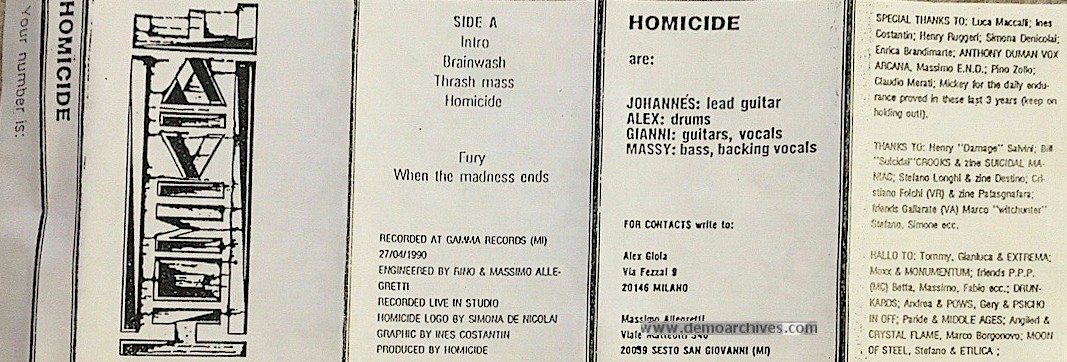 Your number is:
HOMICIDE
HOMICIDE
SIDE A
Intro
Brainwash
Thrash mass
Homicide
Fury
When the madness ends
RECORDED AT GAMMA RECORDS (MI)
27/04/1990
ENGINEERED BY RINO & MASSIMO ALLE-
GRETTI
RECORDED LIVE IN STUDIO
HOMICIDE LOGO BY SIMONA DE NICOLAI
GRAPHIC BY INES COSTANTIN
PRODUCED BY HOMICIDE
HOMICIDE
are:
JOHANNES: lead guitar
ALEX: drums
GIANNI: guitars, vocals
MASSY: bass, backing vocals
FOR CONTACTS write to:
Alex Gioia
Via Fezzal 9
20146 MILANO
Massimo Allegretti
Viale Matteotti 340
www.demoarchives.com
20099 SESTO SAN GIOVANNI (MI)
SPECIAL THANKS TO: Luca Maccafi; Ines
Costantin; Henry Ruggeri; Simona Denicolai;
Enrica Brandimarte; ANTHONY DUMAN VOX
ARCANA, Massimo E.N.D.; Pino Zollo;
Claudio Merati; Mickey for the daily endu-
rance proved in these last 3 years (keep on
holding out!).
THANKS TO: Henry "Damage" Salvini; Bill
"Suicidal"CROOKS & zine SUICIDAL MA-
NIAC; Stefano Longhi & zine Destino; Cri-
stiano Folchi (VR) & zine Patasgnafara;
friends Gallarate (VA) Marco "witchunter"
Stefano, Simone ecc.
HALLO TO: Tommy, Gianluca & EXTREMA;
Moxx & MONUMENTUM; friends P.P.P.
(MC) Betta, Massimo, Fabio ecc.; DRUN-
KARDS; Andrea & POWS, Gery & PSICHO
IN OFF; Paride & MIDDLE AGES; Angiled &
CRYSTAL FLAME, Marco Borgonovo; MOON
OF STEEL, Stefano & ETILICA ;